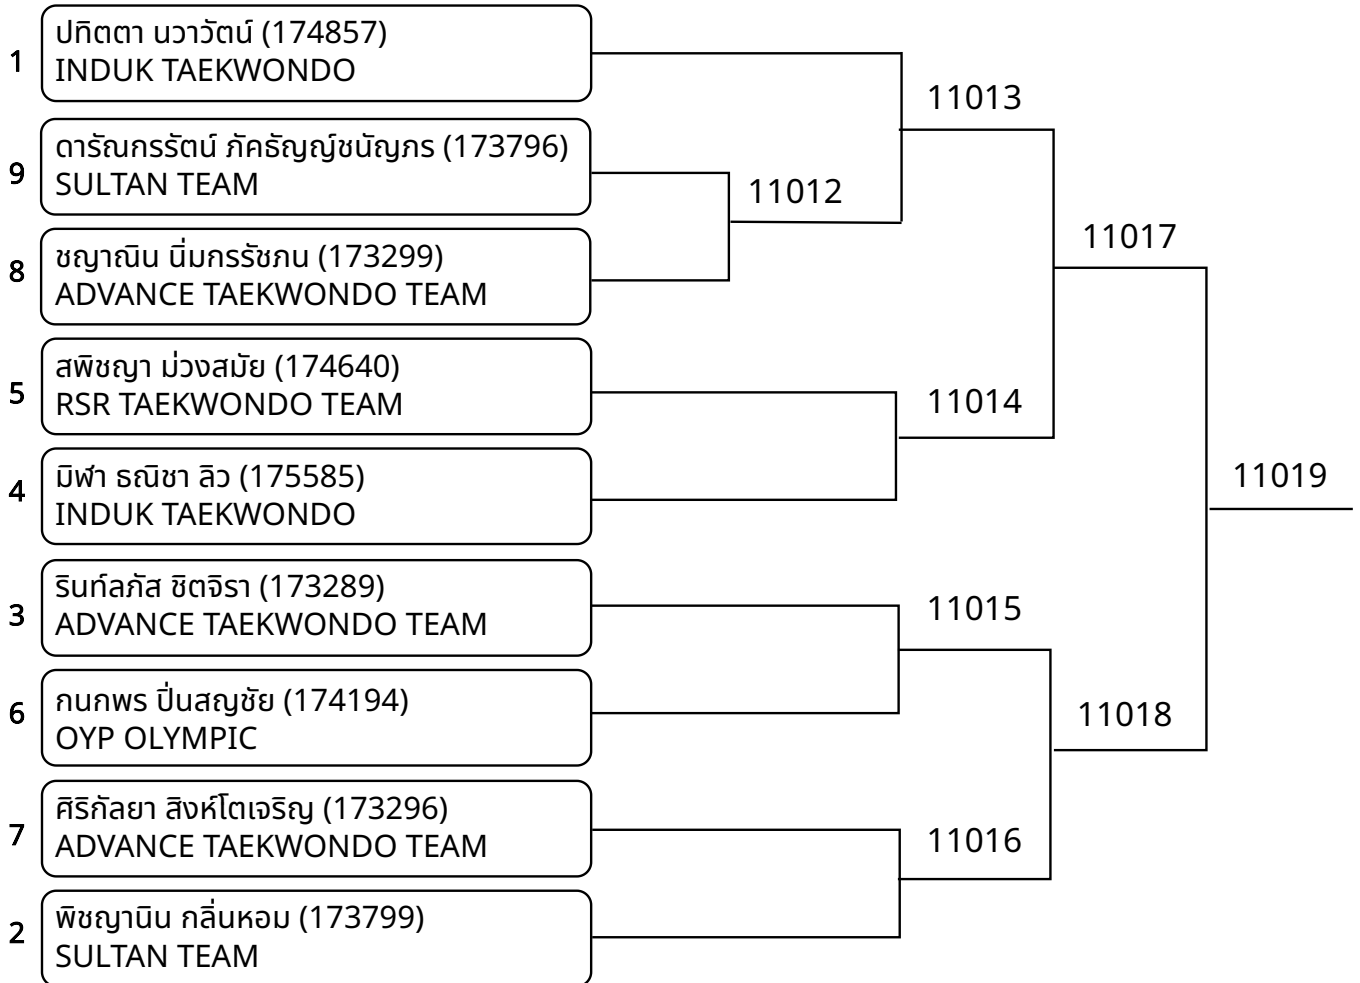 1
ปทิตตา นวาวัตน์ (174857)
INDUK TAEKWONDO
11013
9
ดารัณกรรัตน์ ภัคธัญญ์ชนัญภร (173796)
SULTAN TEAM
11012
8
ชญาณิน นิ่มกรรัชภน (173299)
ADVANCE TAEKWONDO TEAM
11017
5
สพิชญา ม่วงสมัย (174640)
RSR TAEKWONDO TEAM
11014
4
มิฬา ธณิชา ลิว (175585)
INDUK TAEKWONDO
11019
3
รินท์ลภัส ชิตจิรา (173289)
ADVANCE TAEKWONDO TEAM
11015
6
กนกพร ปิ่นสญชัย (174194)
OYP OLYMPIC
11018
7
ศิริกัลยา สิงห์โตเจริญ (173296)
ADVANCE TAEKWONDO TEAM
11016
2
พิชญานิน กลิ่นหอม (173799)
SULTAN TEAM